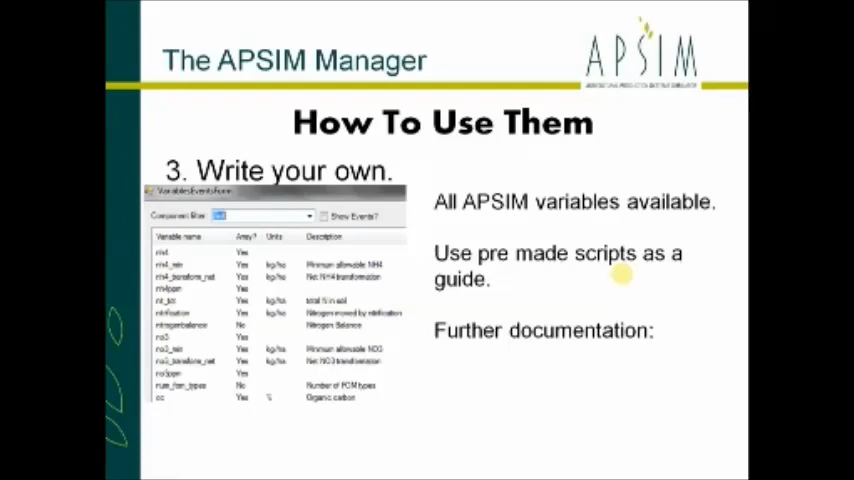 The APSIM Manager
APSIM
How To Use Them
3. Write your own.
VariablesEventsForm
Component filter:
Show Events?
Variable name Array? Units Description
nh4 Yes
nh4_min Yes kg/ha Minimum allowable NH4
nh4_transform_net Yes kg/ha Net NH4 transformation
nh4ppm Yes
nit_tot Yes kg/ha total N in soil
nitrification Yes kg/ha Nitrogen moved by nitrification
nitrogenbalance No Nitrogen Balance
no3 Yes
no3_min Yes kg/ha Minimum allowable NO3
no3_transform_net Yes kg/ha Net NO3 transformation
no3ppm Yes
num_fom_types No Number of FOM types
oc Yes % Organic carbon
All APSIM variables available.
Use pre made scripts as a
guide.
Further documentation: